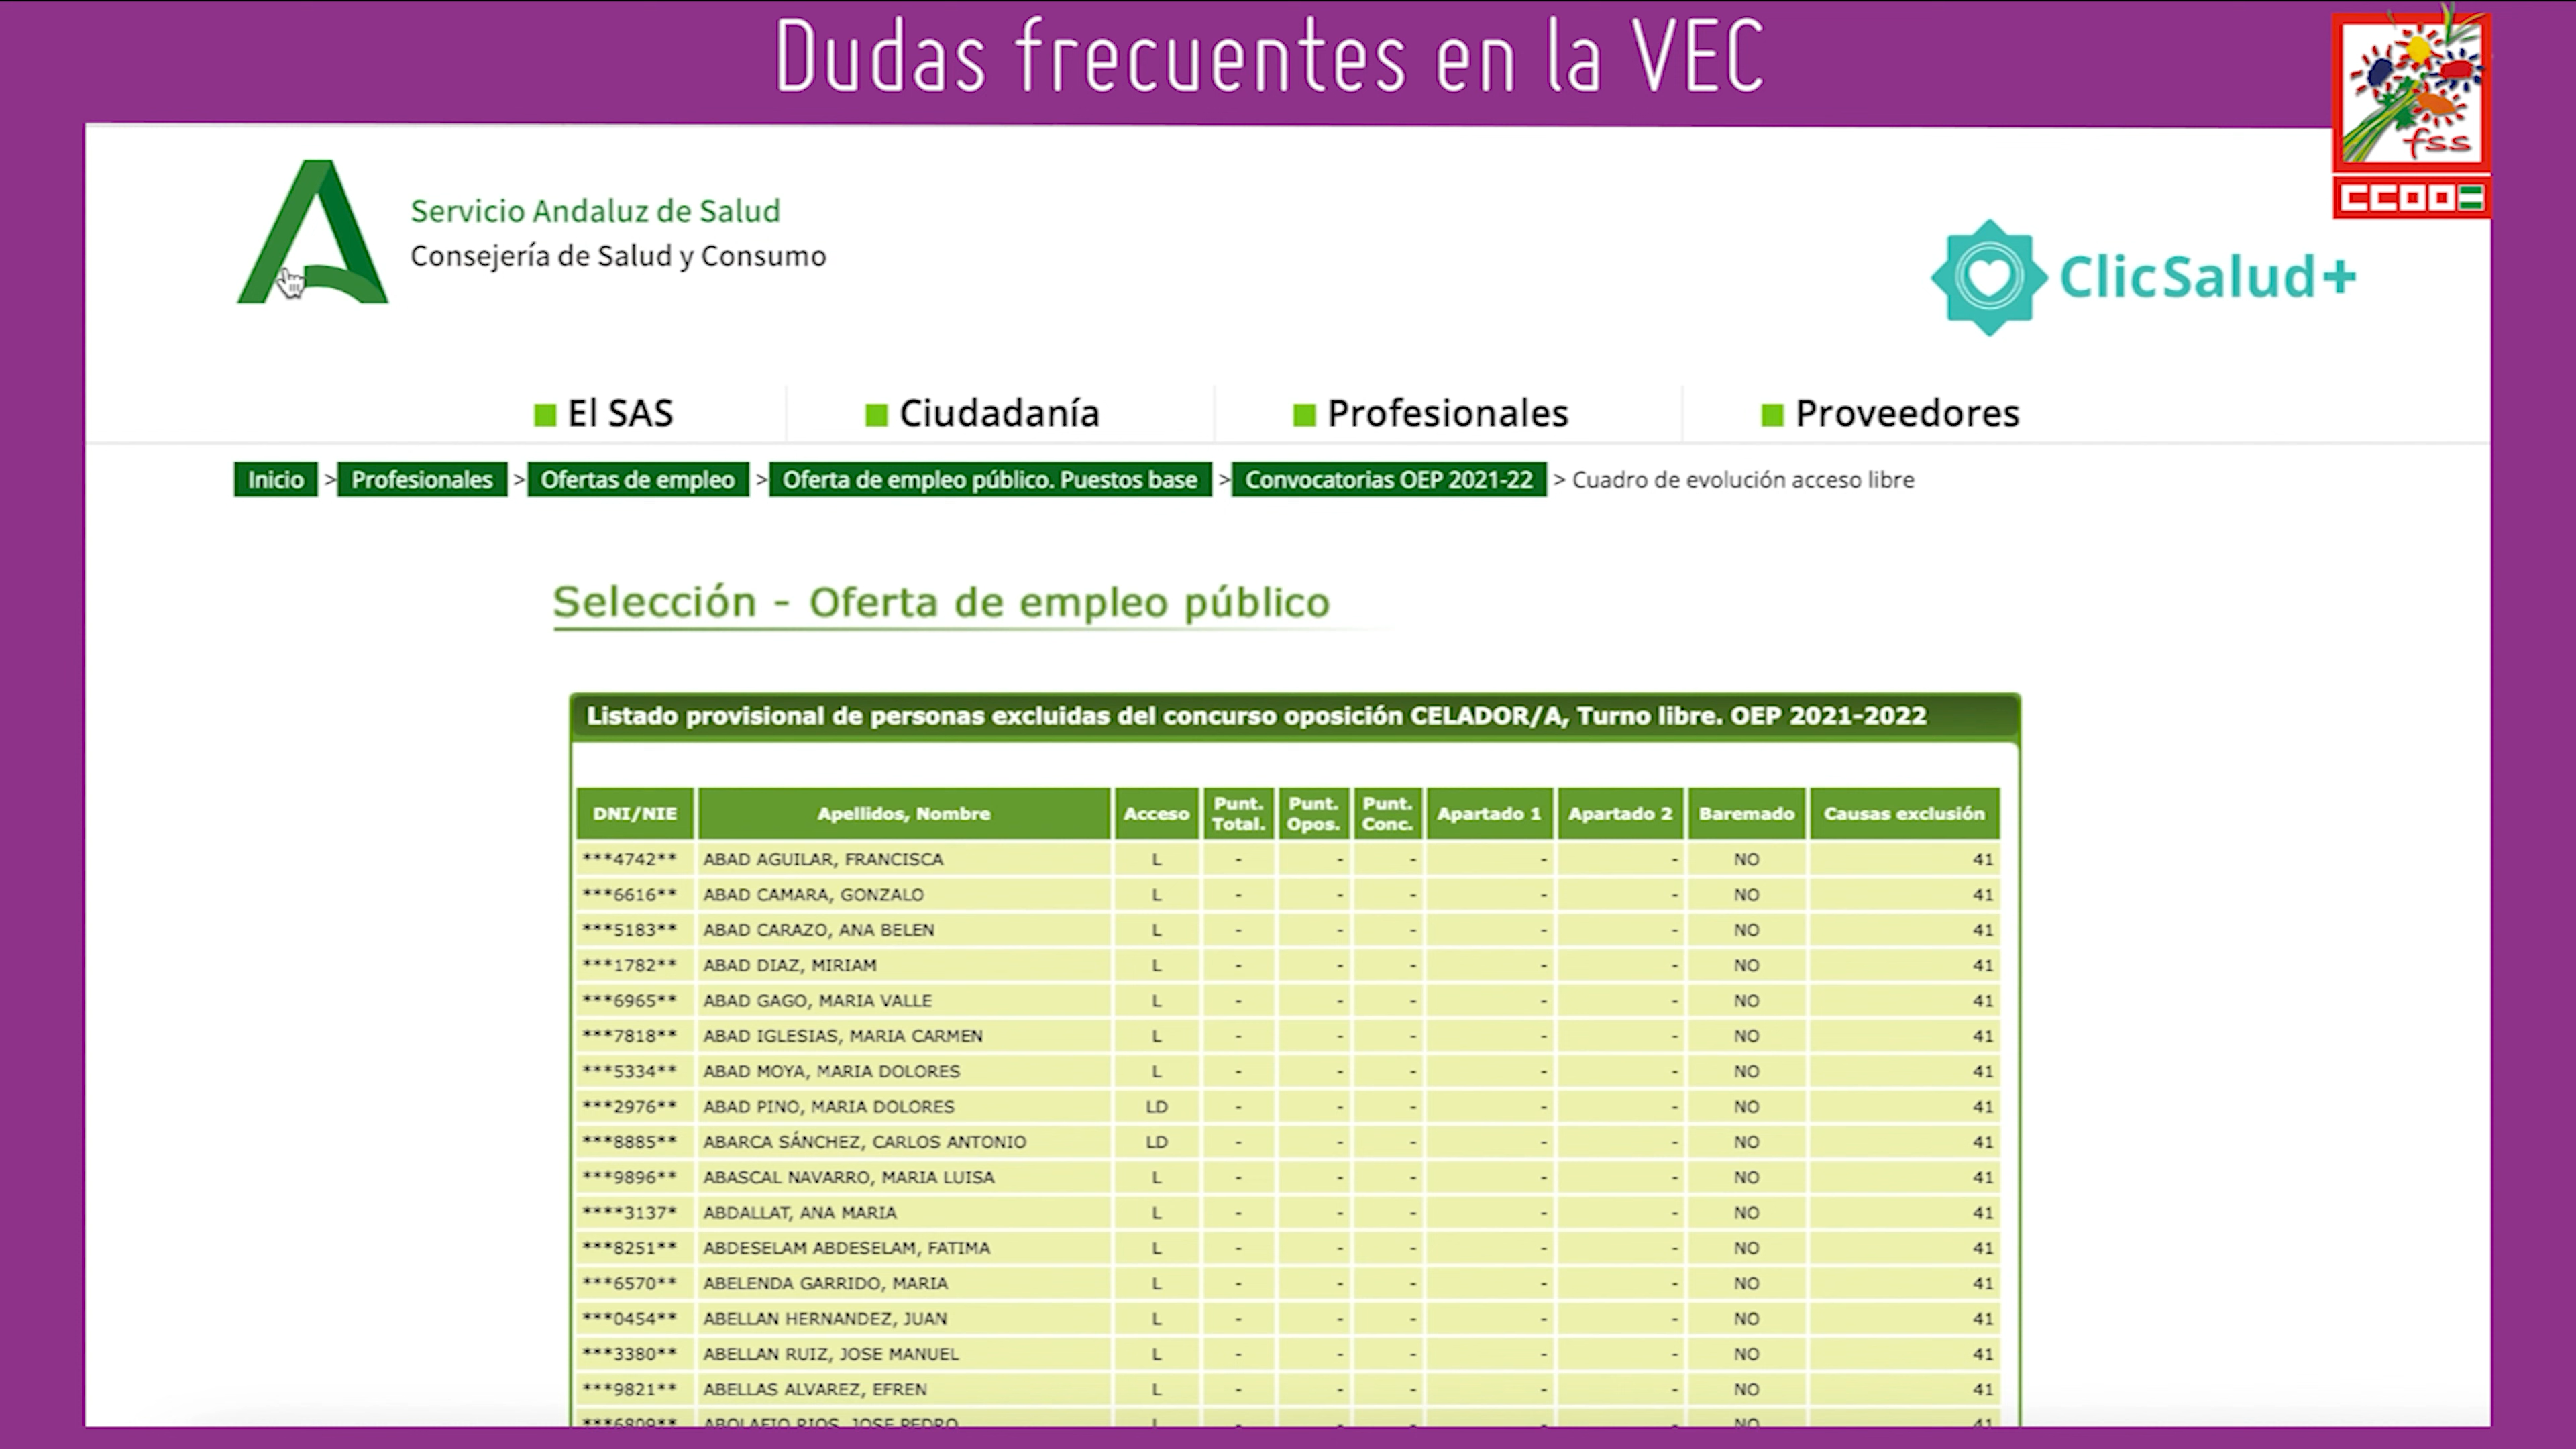 Dudas frecuentes en la VEC
fss
CCOO
Servicio Andaluz de Salud
Consejería de Salud y Consumo
ClicSalud+
El SAS Ciudadanía Profesionales Proveedores
Inicio > Profesionales > Ofertas de empleo > Oferta de empleo público. Puestos base > Convocatorias OEP 2021-22 > Cuadro de evolución acceso libre
Selección - Oferta de empleo público
Listado provisional de personas excluidas del concurso oposición CELADOR/A, Turno libre. OEP 2021-2022
DNI/NIE Apellidos, Nombre Acceso Punt. Total. Punt. Opos. Punt. Conc. Apartado 1 Apartado 2 Baremado Causas exclusión
***4742** ABAD AGUILAR, FRANCISCA L - - - - - NO 41
***6616** ABAD CAMARA, GONZALO L - - - - - NO 41
***5183** ABAD CARAZO, ANA BELEN L - - - - - NO 41
***1782** ABAD DIAZ, MIRIAM L - - - - - NO 41
***6965** ABAD GAGO, MARIA VALLE L - - - - - NO 41
***7818** ABAD IGLESIAS, MARIA CARMEN L - - - - - NO 41
***5334** ABAD MOYA, MARIA DOLORES L - - - - - NO 41
***2976** ABAD PINO, MARIA DOLORES LD - - - - - NO 41
***8885** ABARCA SÁNCHEZ, CARLOS ANTONIO LD - - - - - NO 41
***9896** ABASCAL NAVARRO, MARIA LUISA L - - - - - NO 41
****3137* ABDALLAT, ANA MARIA L - - - - - NO 41
***8251** ABDESELAM ABDESELAM, FATIMA L - - - - - NO 41
***6570** ABELENDA GARRIDO, MARIA L - - - - - NO 41
***0454** ABELLAN HERNANDEZ, JUAN L - - - - - NO 41
***3380** ABELLAN RUIZ, JOSE MANUEL L - - - - - NO 41
***9821** ABELLAS ALVAREZ, EFREN L - - - - - NO 41
***6809** ABOLAFIO RIOS, JOSE PEDRO L - - - - - NO 41